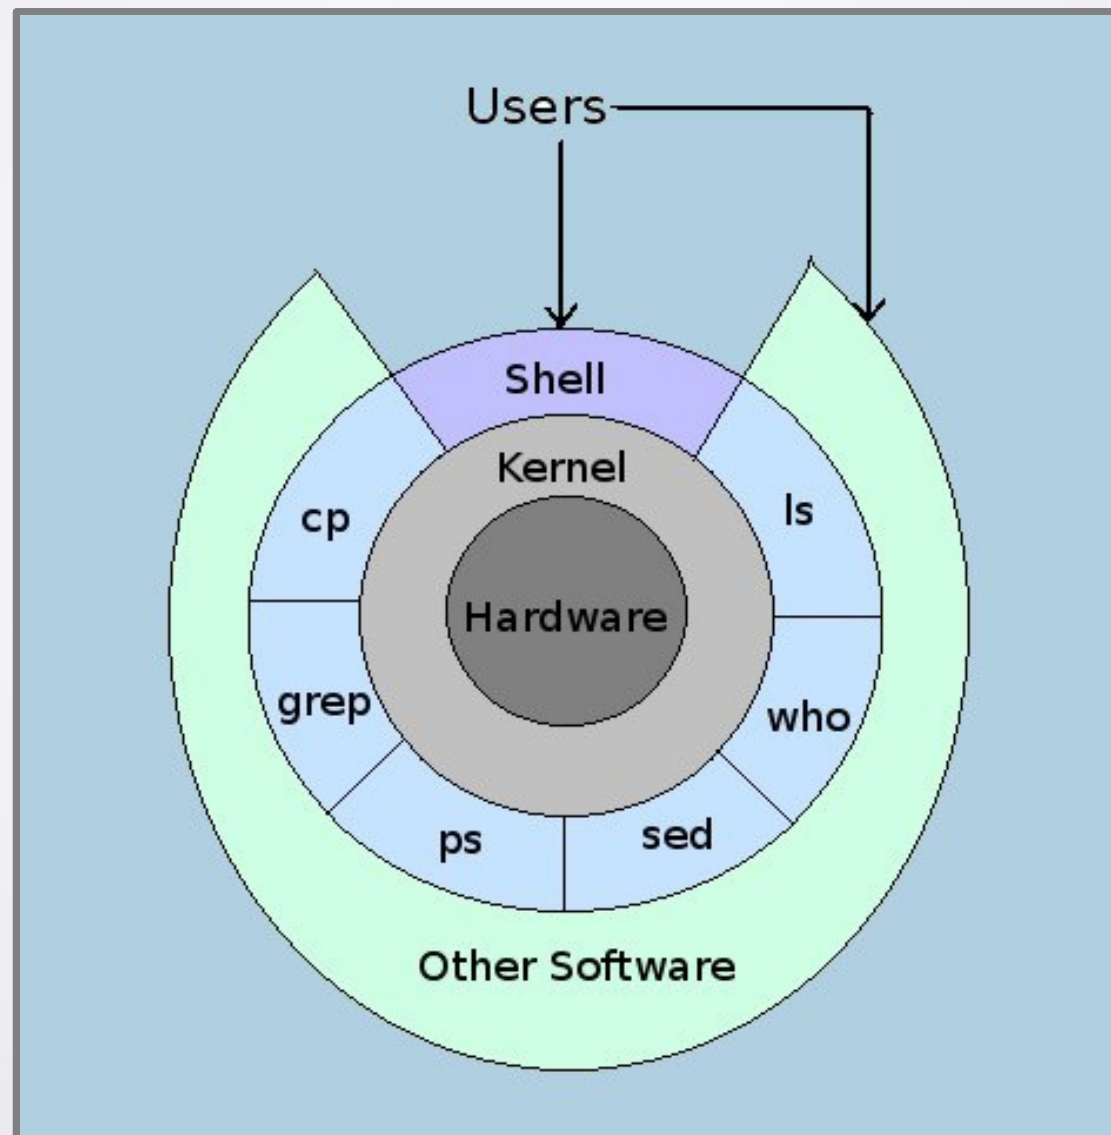 Users
Shell
Kernel
cp
ls
Hardware
grep
who
ps
sed
Other Software